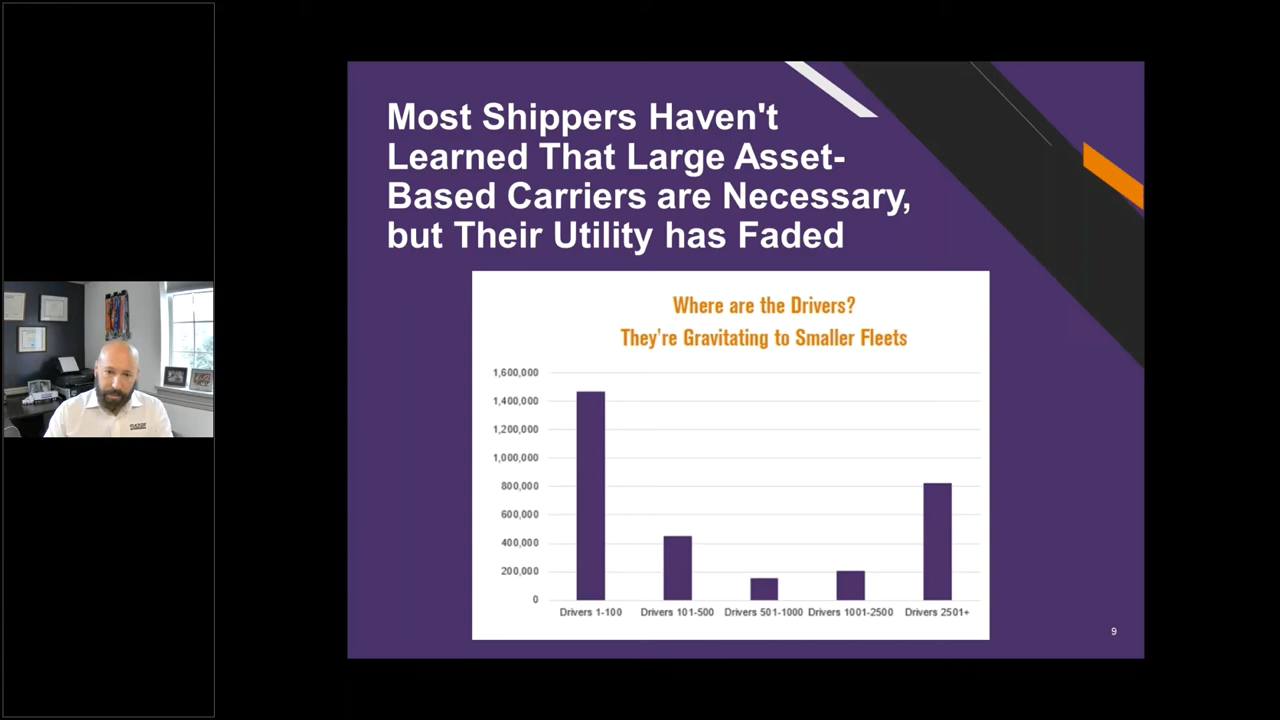 Most Shippers Haven't
Learned That Large Asset-
Based Carriers are Necessary,
but Their Utility has Faded
Where are the Drivers?
They're Gravitating to Smaller Fleets
1,600,000
1,400,000
1,200,000
1,000,000
800,000
600,000
400,000
200,000
0
Drivers 1-100 Drivers 101-500 Drivers 501-1000 Drivers 1001-2500 Drivers 2501+
9